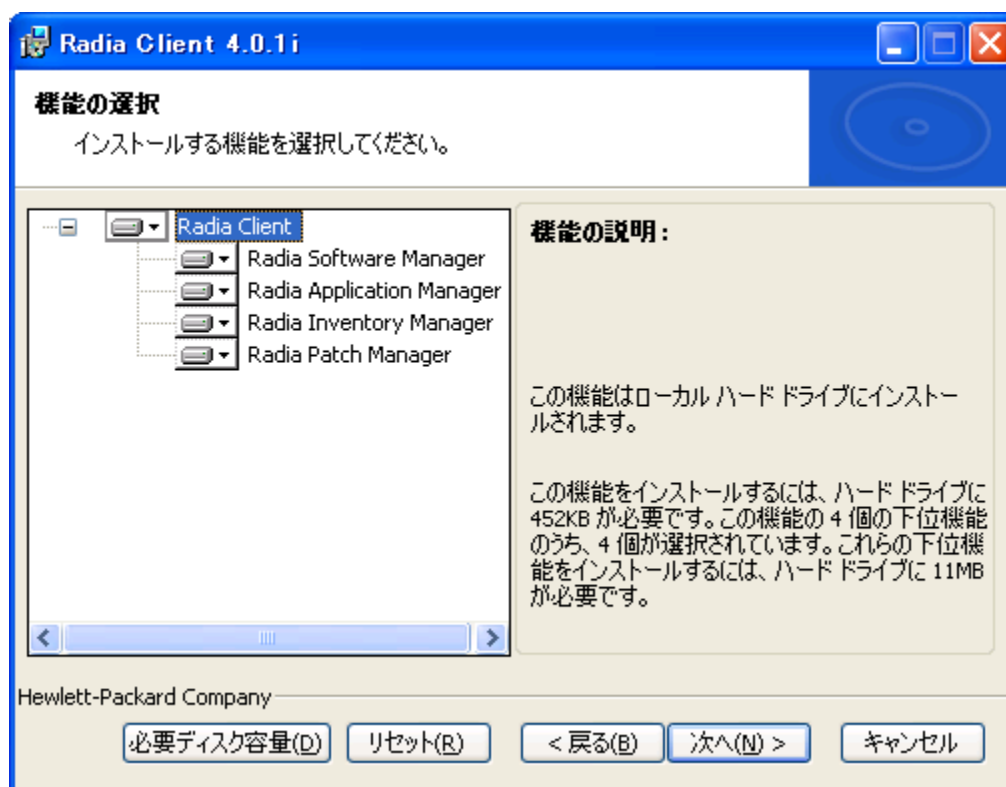 Radia Client 4.0.1i
機能の選択
インストールする機能を選択してください。
Radia Client
Radia Software Manager
Radia Application Manager
Radia Inventory Manager
Radia Patch Manager
機能の説明:
この機能はローカル ハード ドライブにインストー
ルされます。
この機能をインストールするには、ハード ドライブに
452KB が必要です。この機能の 4 個の下位機能
のうち、4 個が選択されています。これらの下位機
能をインストールするには、ハード ドライブに 11MB
が必要です。
Hewlett-Packard Company
必要ディスク容量(D)
リセット(R)
< 戻る(B)
次へ(N) >
キャンセル